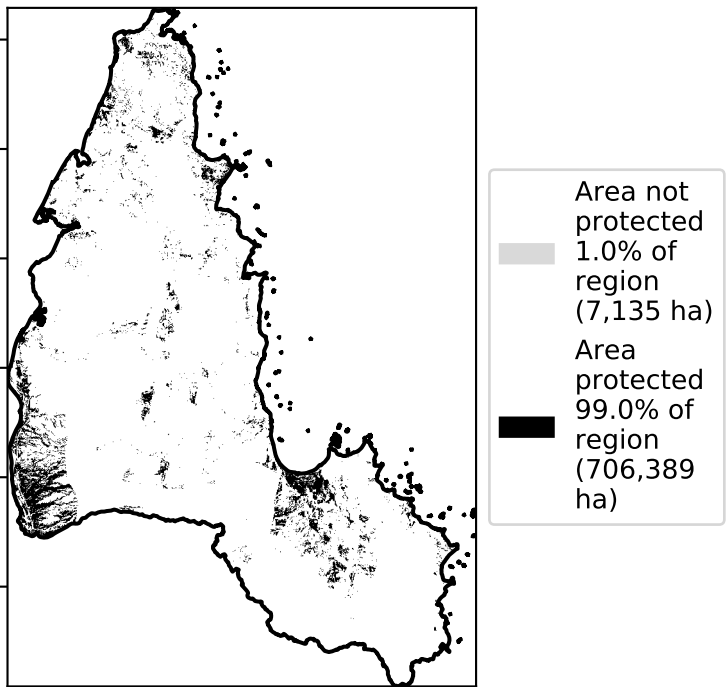 Area not
protected
1.0% of
region
(7,135 ha)
Area
protected
99.0% of
region
(706,389
ha)